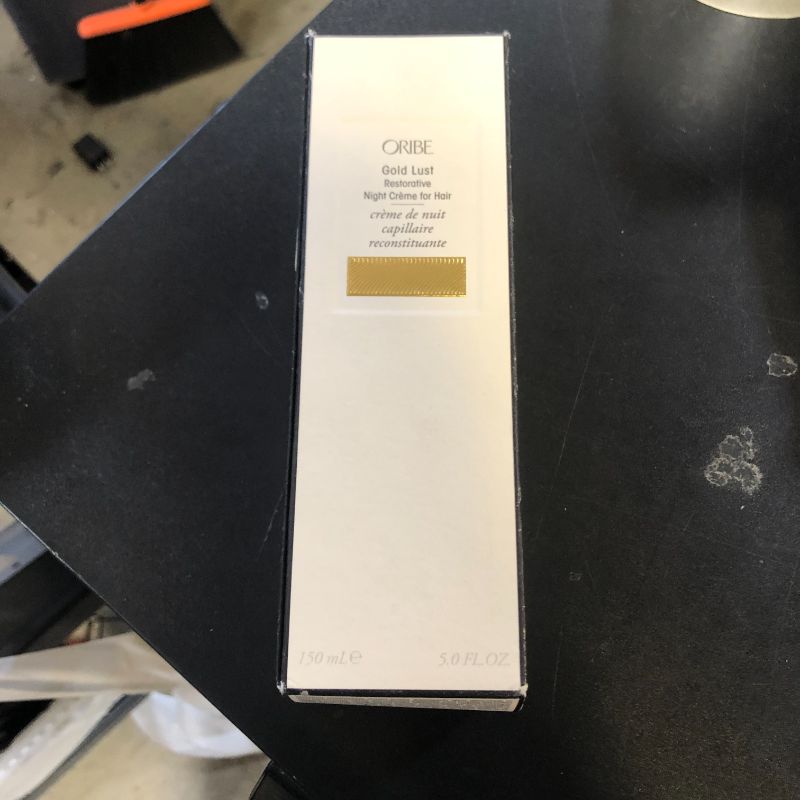 ORIBE
Gold Lust
Restorative
Night Crème for Hair
crème de nuit
capillaire
reconstituante
150 mL℮ 5.0 FL.OZ.